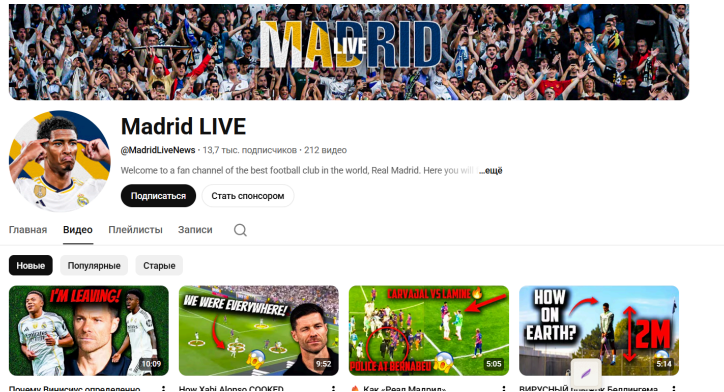 MADRID
LIVE
Madrid LIVE
@MadridLiveNews · 13,7 тыс. подписчиков · 212 видео
Welcome to a fan channel of the best football club in the world, Real Madrid. Here you will ...ещё
Подписаться
Стать спонсором
Главная
Видео
Плейлисты
Записи
Новые
Популярные
Старые
I'M LEAVING!
10:09
WE WERE EVERYWHERE!
9:52
CARVAJAL VS LAMINE
POLICE AT BERNABEU
5:05
HOW ON EARTH?
2M
5:14
Почему Винисиус определенно
How Xabi Alonso COOKED
Как «Реал Мадрид»
ВИРУСНЫЙ Беллингема